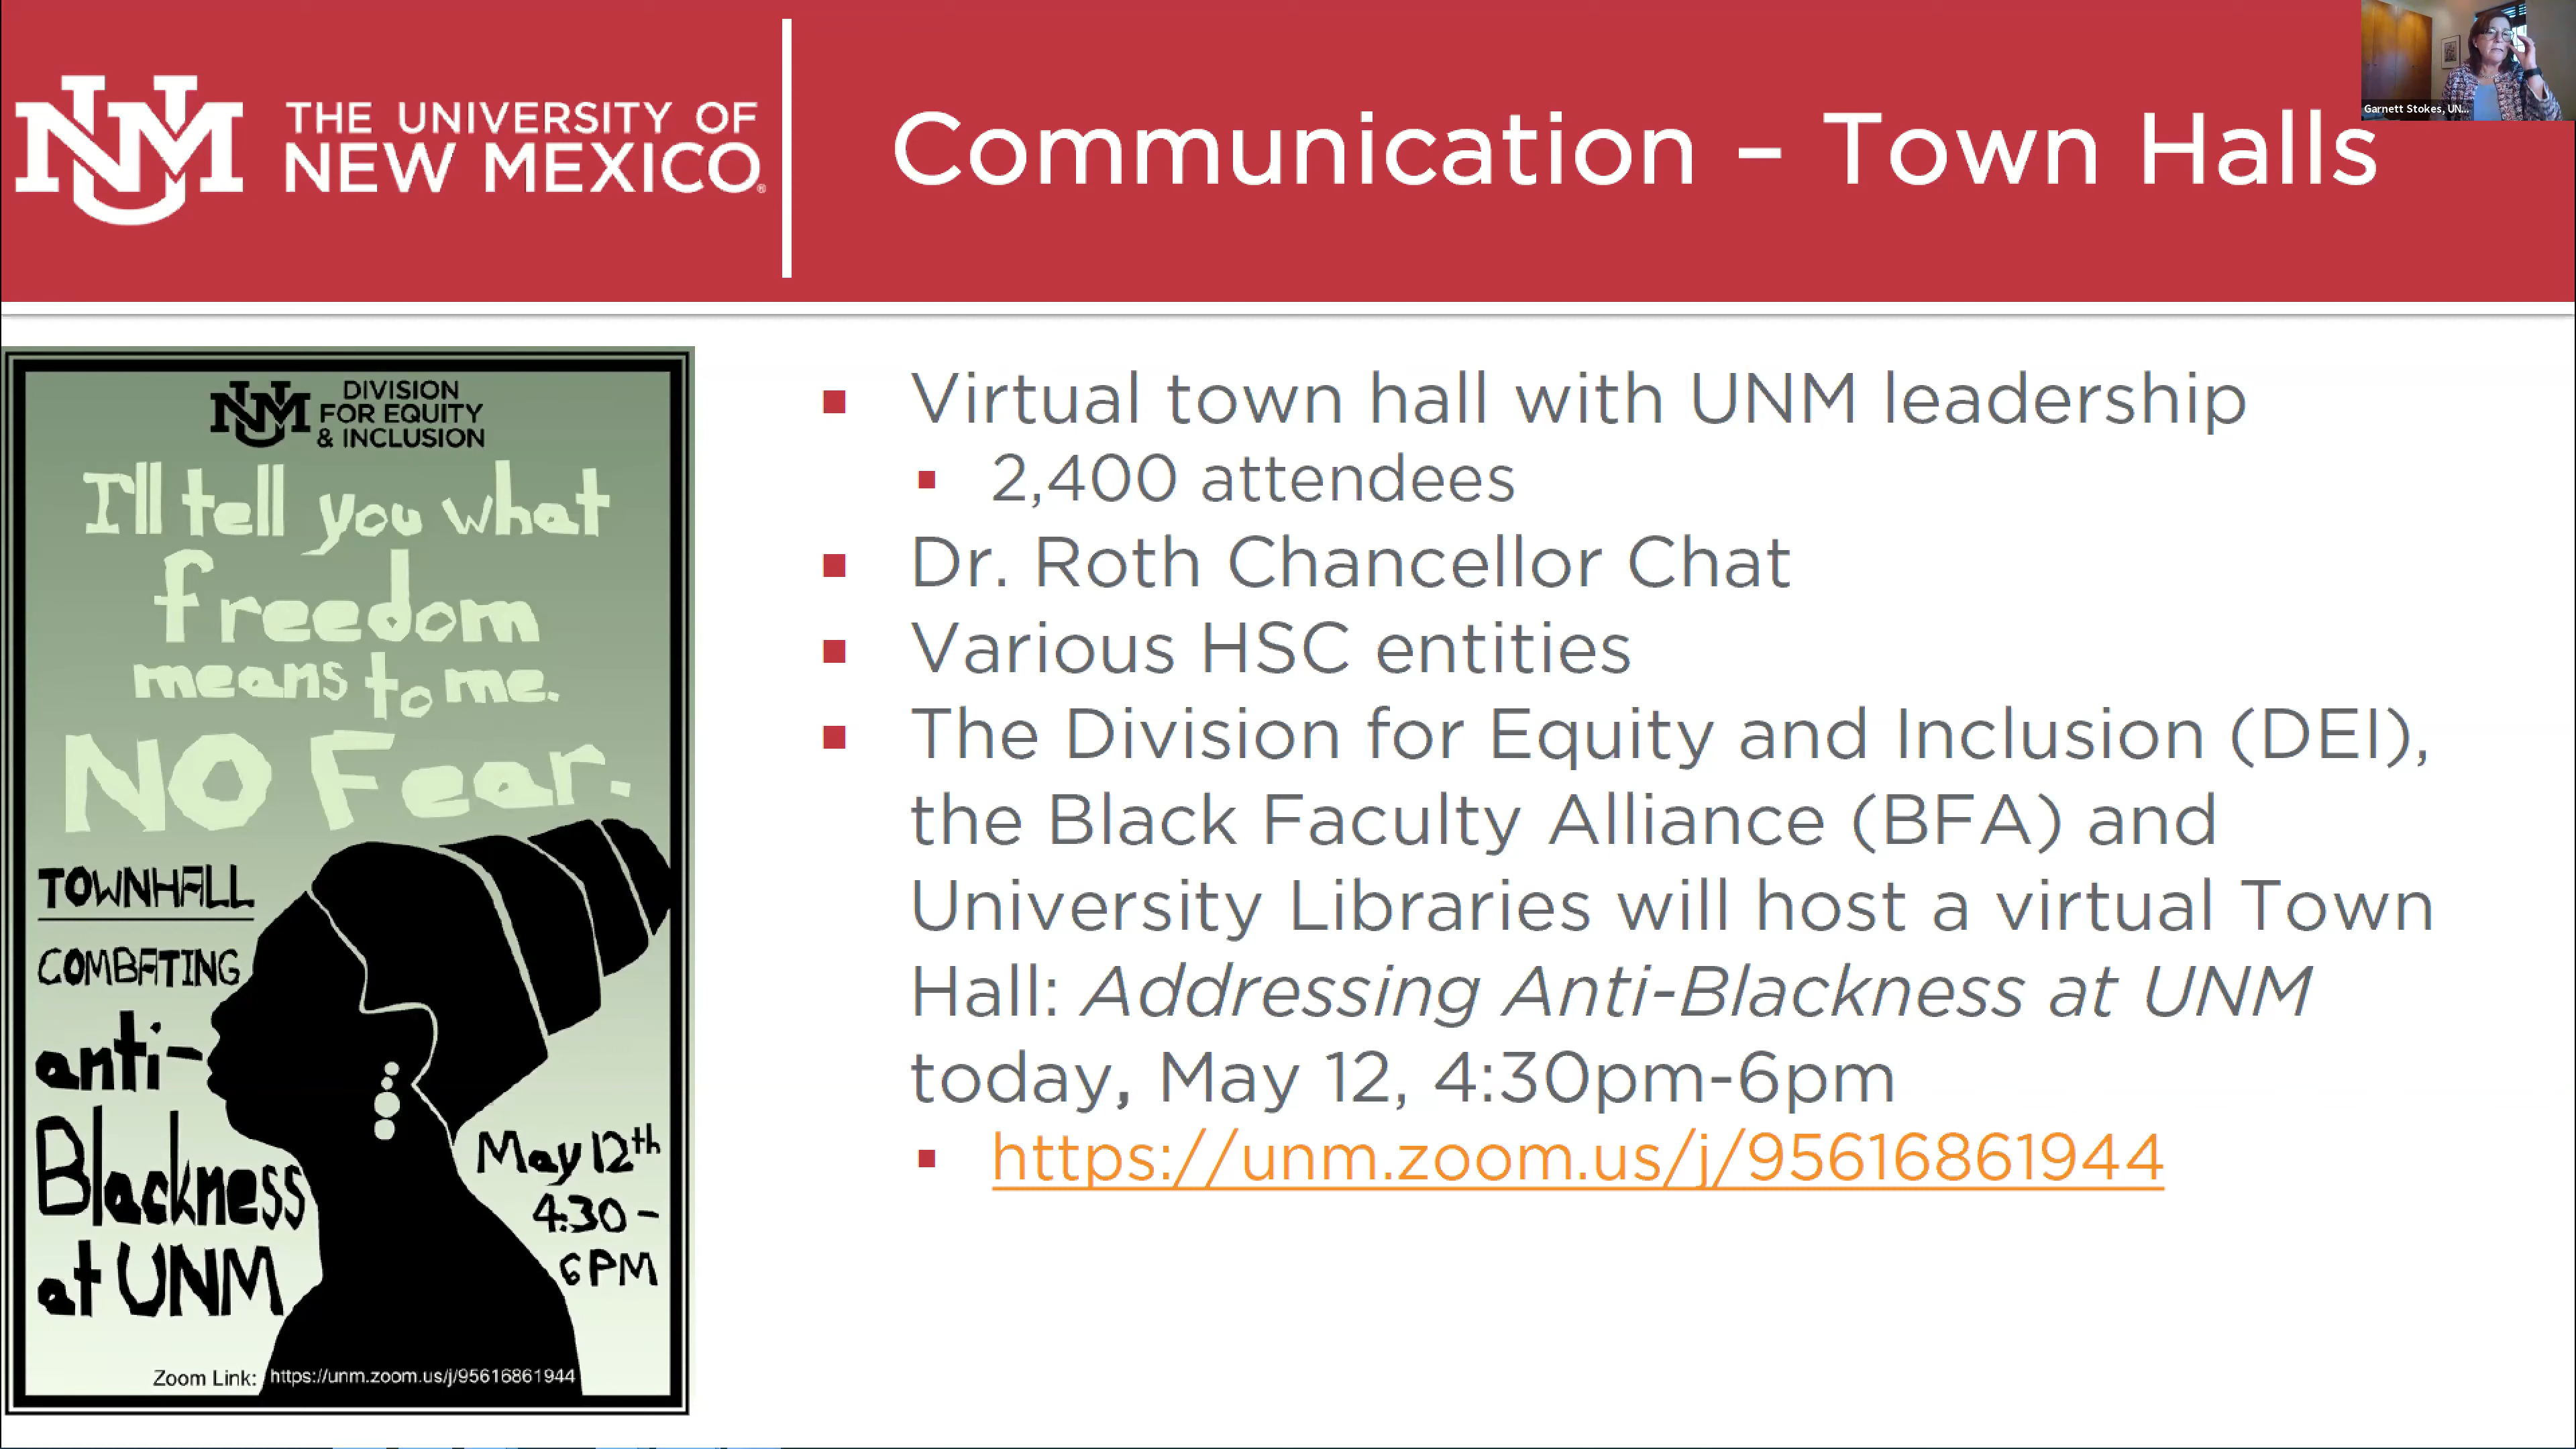 UNM
THE UNIVERSITY OF
NEW MEXICO®
Communication – Town Halls
Garnett Stokes, UN...
UNM
DIVISION
FOR EQUITY
& INCLUSION
I'll tell you what
freedom
means to me.
NO Fear.
TOWNHALL
COMBATING
anti-
Blackness
at UNM
May 12th
4:30 -
6PM
Zoom Link: https://unm.zoom.us/j/95616861944
Virtual town hall with UNM leadership
2,400 attendees
Dr. Roth Chancellor Chat
Various HSC entities
The Division for Equity and Inclusion (DEI),
the Black Faculty Alliance (BFA) and
University Libraries will host a virtual Town
Hall: Addressing Anti-Blackness at UNM
today, May 12, 4:30pm-6pm
https://unm.zoom.us/j/95616861944